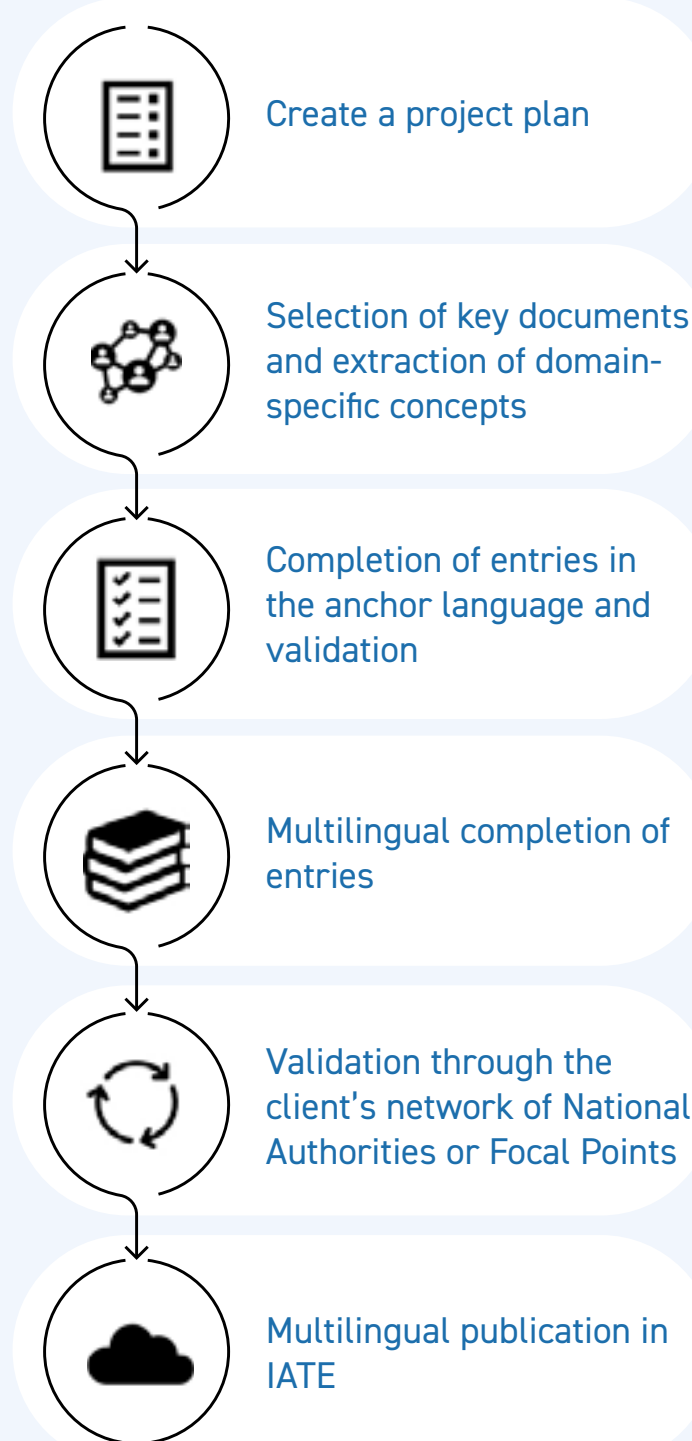 Create a project plan
Selection of key documents
and extraction of domain-
specific concepts
Completion of entries in
the anchor language and
validation
Multilingual completion of
entries
Validation through the
client's network of National
Authorities or Focal Points
Multilingual publication in
IATE